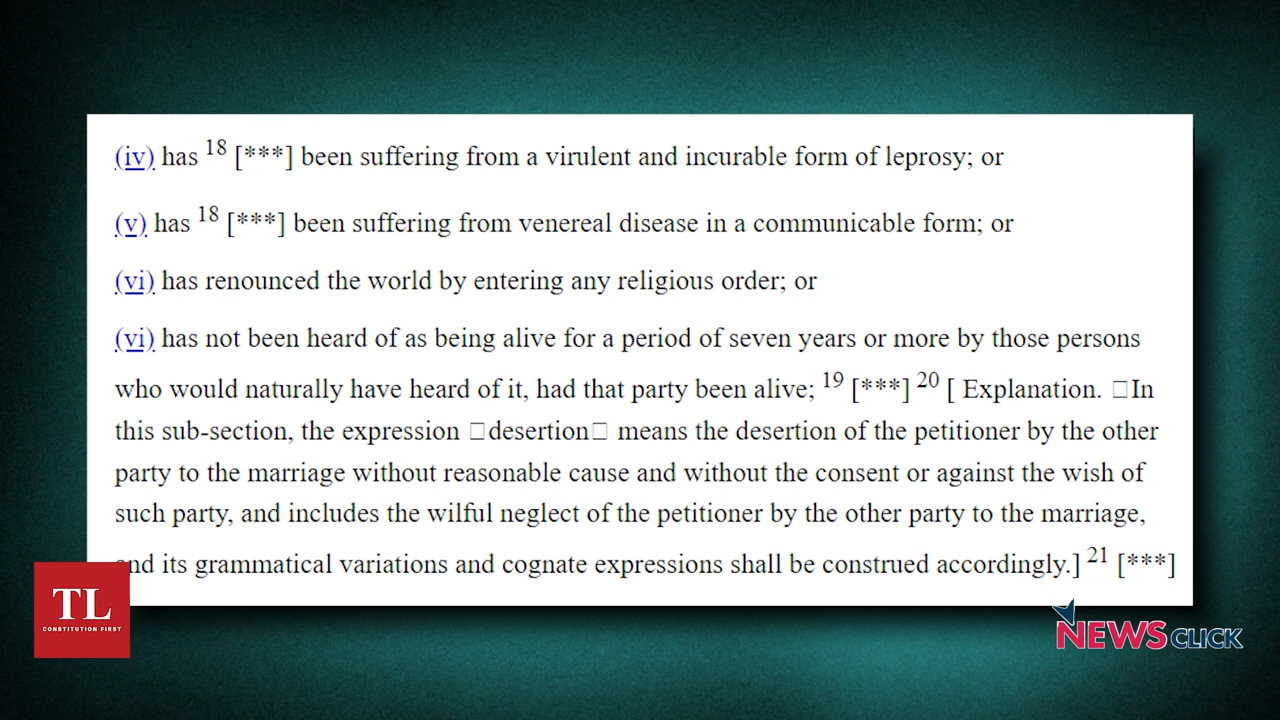 (iv) has 18 [***] been suffering from a virulent and incurable form of leprosy; or
(v) has 18 [***] been suffering from venereal disease in a communicable form; or
(vi) has renounced the world by entering any religious order; or
(vi) has not been heard of as being alive for a period of seven years or more by those persons
who would naturally have heard of it, had that party been alive; 19 [***] 20 [ Explanation. □In
this sub-section, the expression □desertion□ means the desertion of the petitioner by the other
party to the marriage without reasonable cause and without the consent or against the wish of
such party, and includes the wilful neglect of the petitioner by the other party to the marriage,
and its grammatical variations and cognate expressions shall be construed accordingly.] 21 [***]
TL
CONSTITUTION FIRST
NEWSCLICK